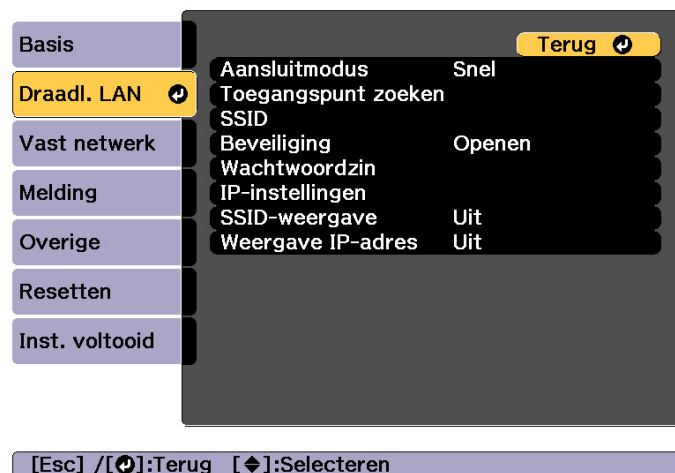 Basis
Draadl. LAN
Vast netwerk
Melding
Overige
Resetten
Inst. voltooid
Terug
Aansluitmodus Snel
Toegangspunt zoeken
SSID
Beveiliging Openen
Wachtwoordzin
IP-instellingen
SSID-weergave Uit
Weergave IP-adres Uit
[Esc] /[↵]:Terug [◆]:Selecteren